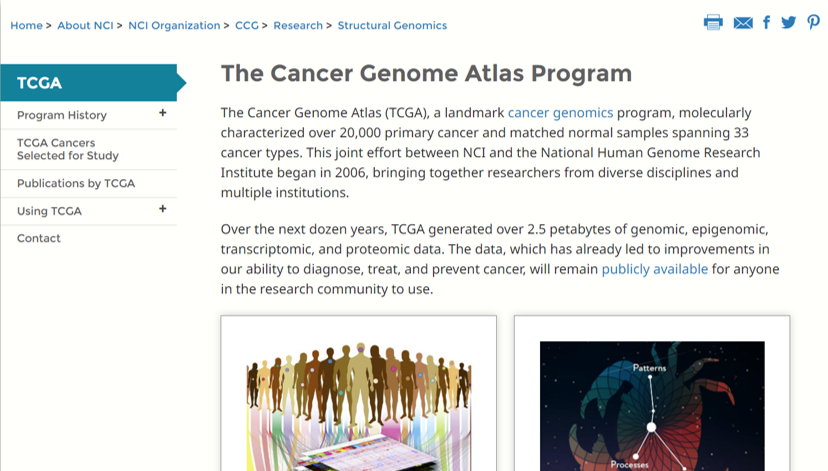 Home > About NCI > NCI Organization > CCG > Research > Structural Genomics
TCGA
Program History +
TCGA Cancers
Selected for Study
Publications by TCGA
Using TCGA +
Contact
The Cancer Genome Atlas Program
The Cancer Genome Atlas (TCGA), a landmark cancer genomics program, molecularly
characterized over 20,000 primary cancer and matched normal samples spanning 33
cancer types. This joint effort between NCI and the National Human Genome Research
Institute began in 2006, bringing together researchers from diverse disciplines and
multiple institutions.
Over the next dozen years, TCGA generated over 2.5 petabytes of genomic, epigenomic,
transcriptomic, and proteomic data. The data, which has already led to improvements in
our ability to diagnose, treat, and prevent cancer, will remain publicly available for anyone
in the research community to use.
Patterns
Processes